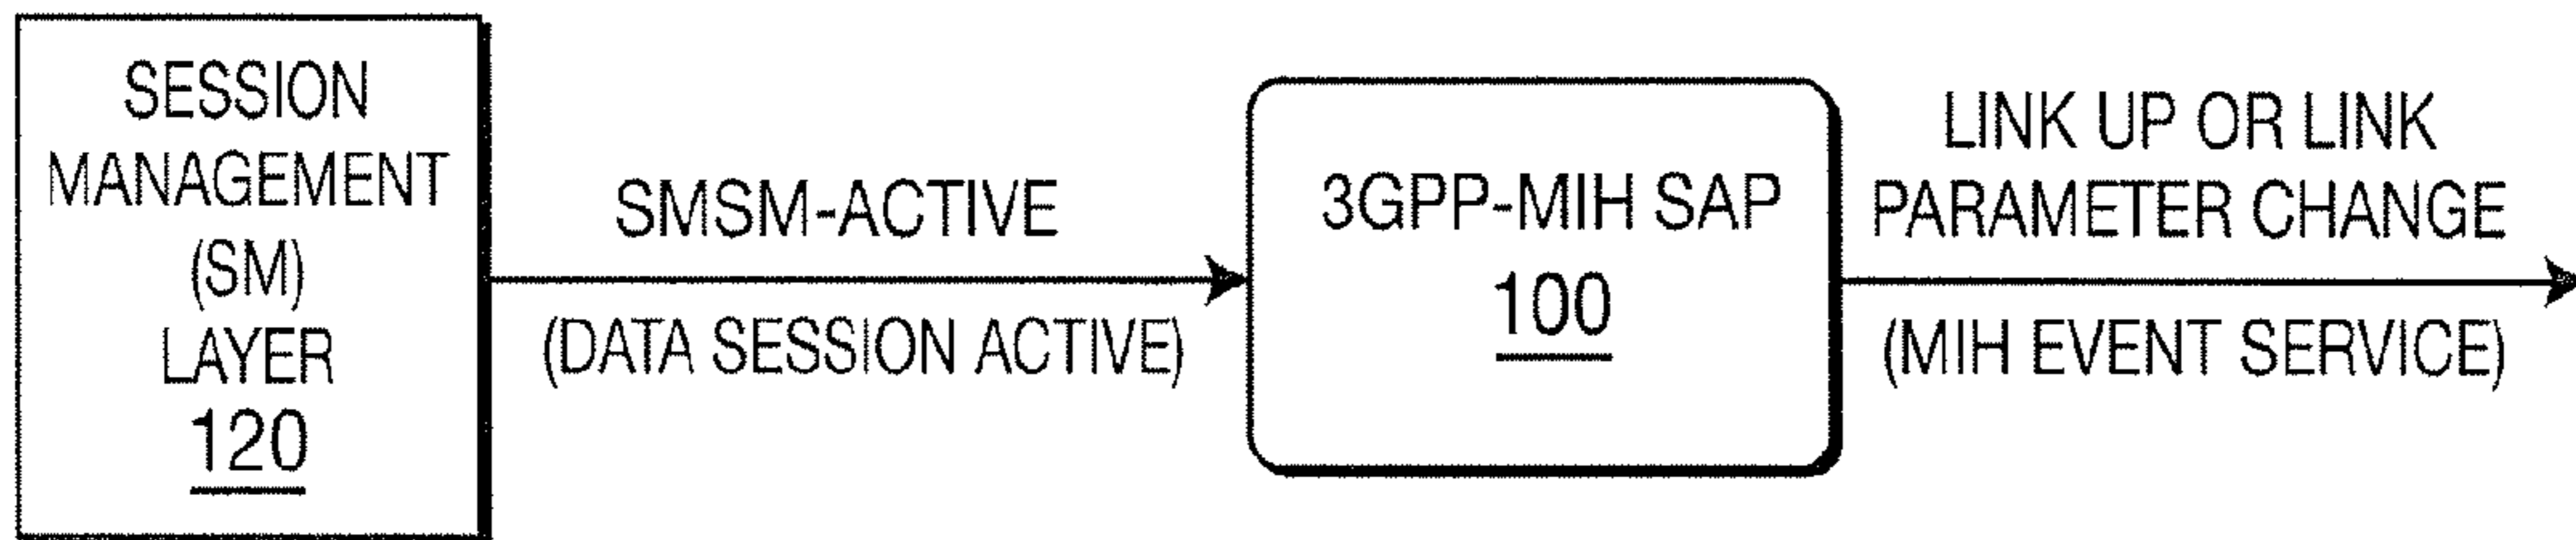 SESSION
MANAGEMENT
(SM)
LAYER
120
SMSM-ACTIVE
(DATA SESSION ACTIVE)
3GPP-MIH SAP
100
LINK UP OR LINK
PARAMETER CHANGE
(MIH EVENT SERVICE)